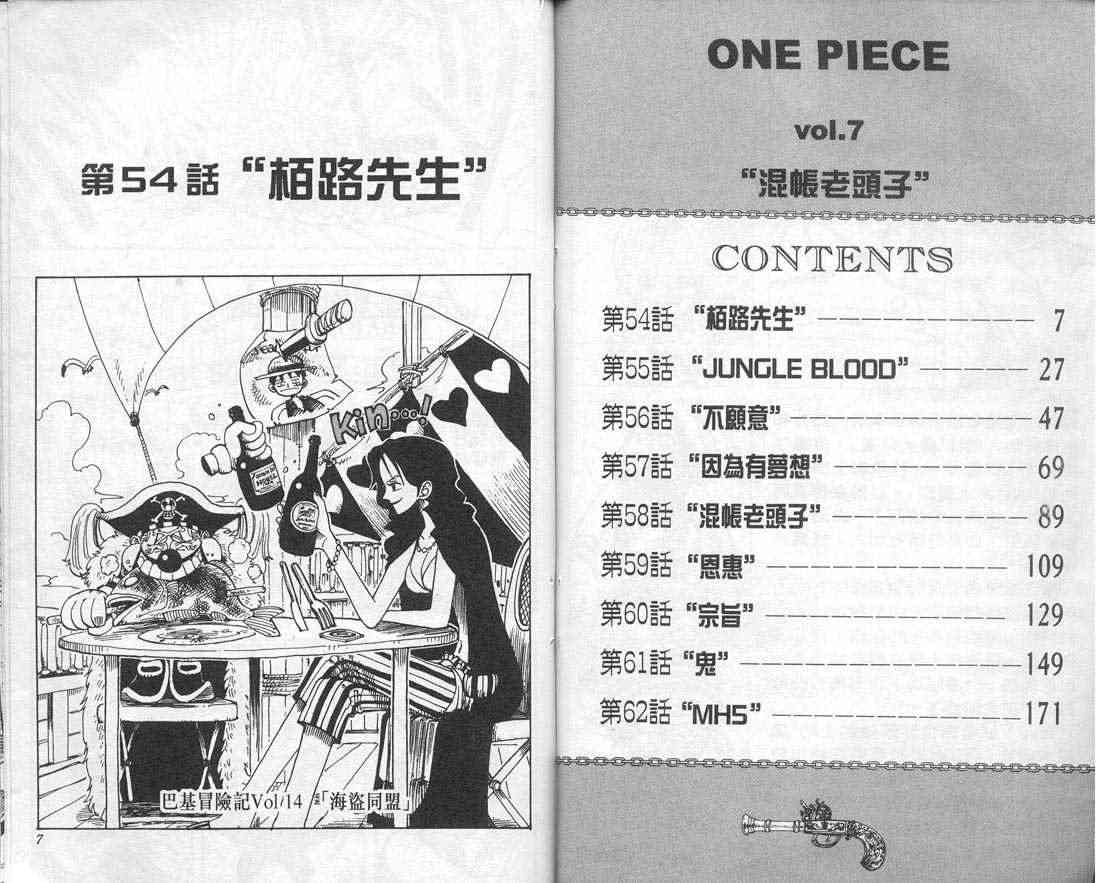 ONE PIECE
vol.7
“混帳老頭子”
CONTENTS
第54話 “栢路先生” 7
第55話 “JUNGLE BLOOD” 27
第56話 “不願意” 47
第57話 “因為有夢想” 69
第58話 “混帳老頭子” 89
第59話 “恩惠” 109
第60話 “宗旨” 129
第61話 “鬼” 149
第62話 “MH5” 171
第54話 “栢路先生”
Kin...!
巴基冒險記Vol/14 「海盜同盟」
7